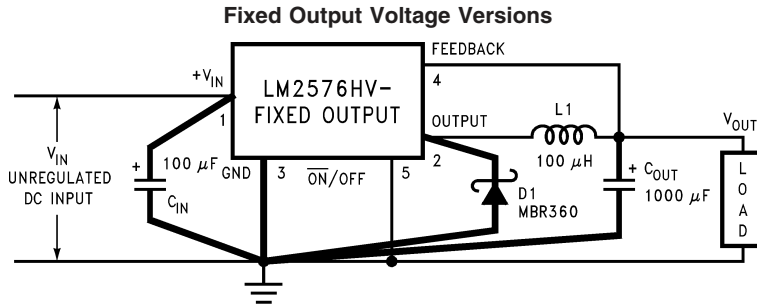 Fixed Output Voltage Versions
FEEDBACK
+V_IN
LM2576HV-
FIXED OUTPUT
4
1
OUTPUT
L1
V_OUT
2
100 μH
V_IN
UNREGULATED
DC INPUT
+
100 μF
C_IN
GND
3
ON/OFF
5
D1
MBR360
+
C_OUT
1000 μF
LOAD